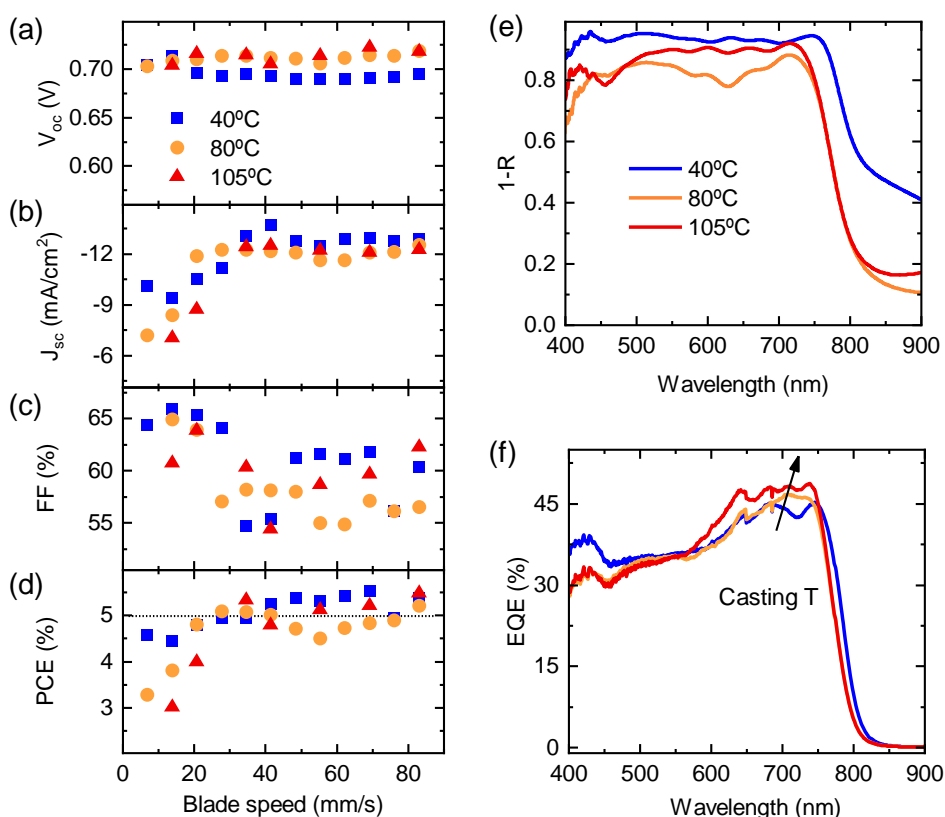 (a)
0.70
0.65
0.60
V_oc (V)
40ºC
80ºC
105ºC
(b)
-12
-9
-6
J_sc (mA/cm²)
(c)
65
60
55
FF (%)
(d)
5
4
3
PCE (%)
0 20 40 60 80
Blade speed (mm/s)
(e)
0.8
0.6
0.4
0.2
0.0
1-R
40ºC
80ºC
105ºC
400 500 600 700 800 900
Wavelength (nm)
(f)
45
30
15
0
EQE (%)
Casting T
400 500 600 700 800 900
Wavelength (nm)